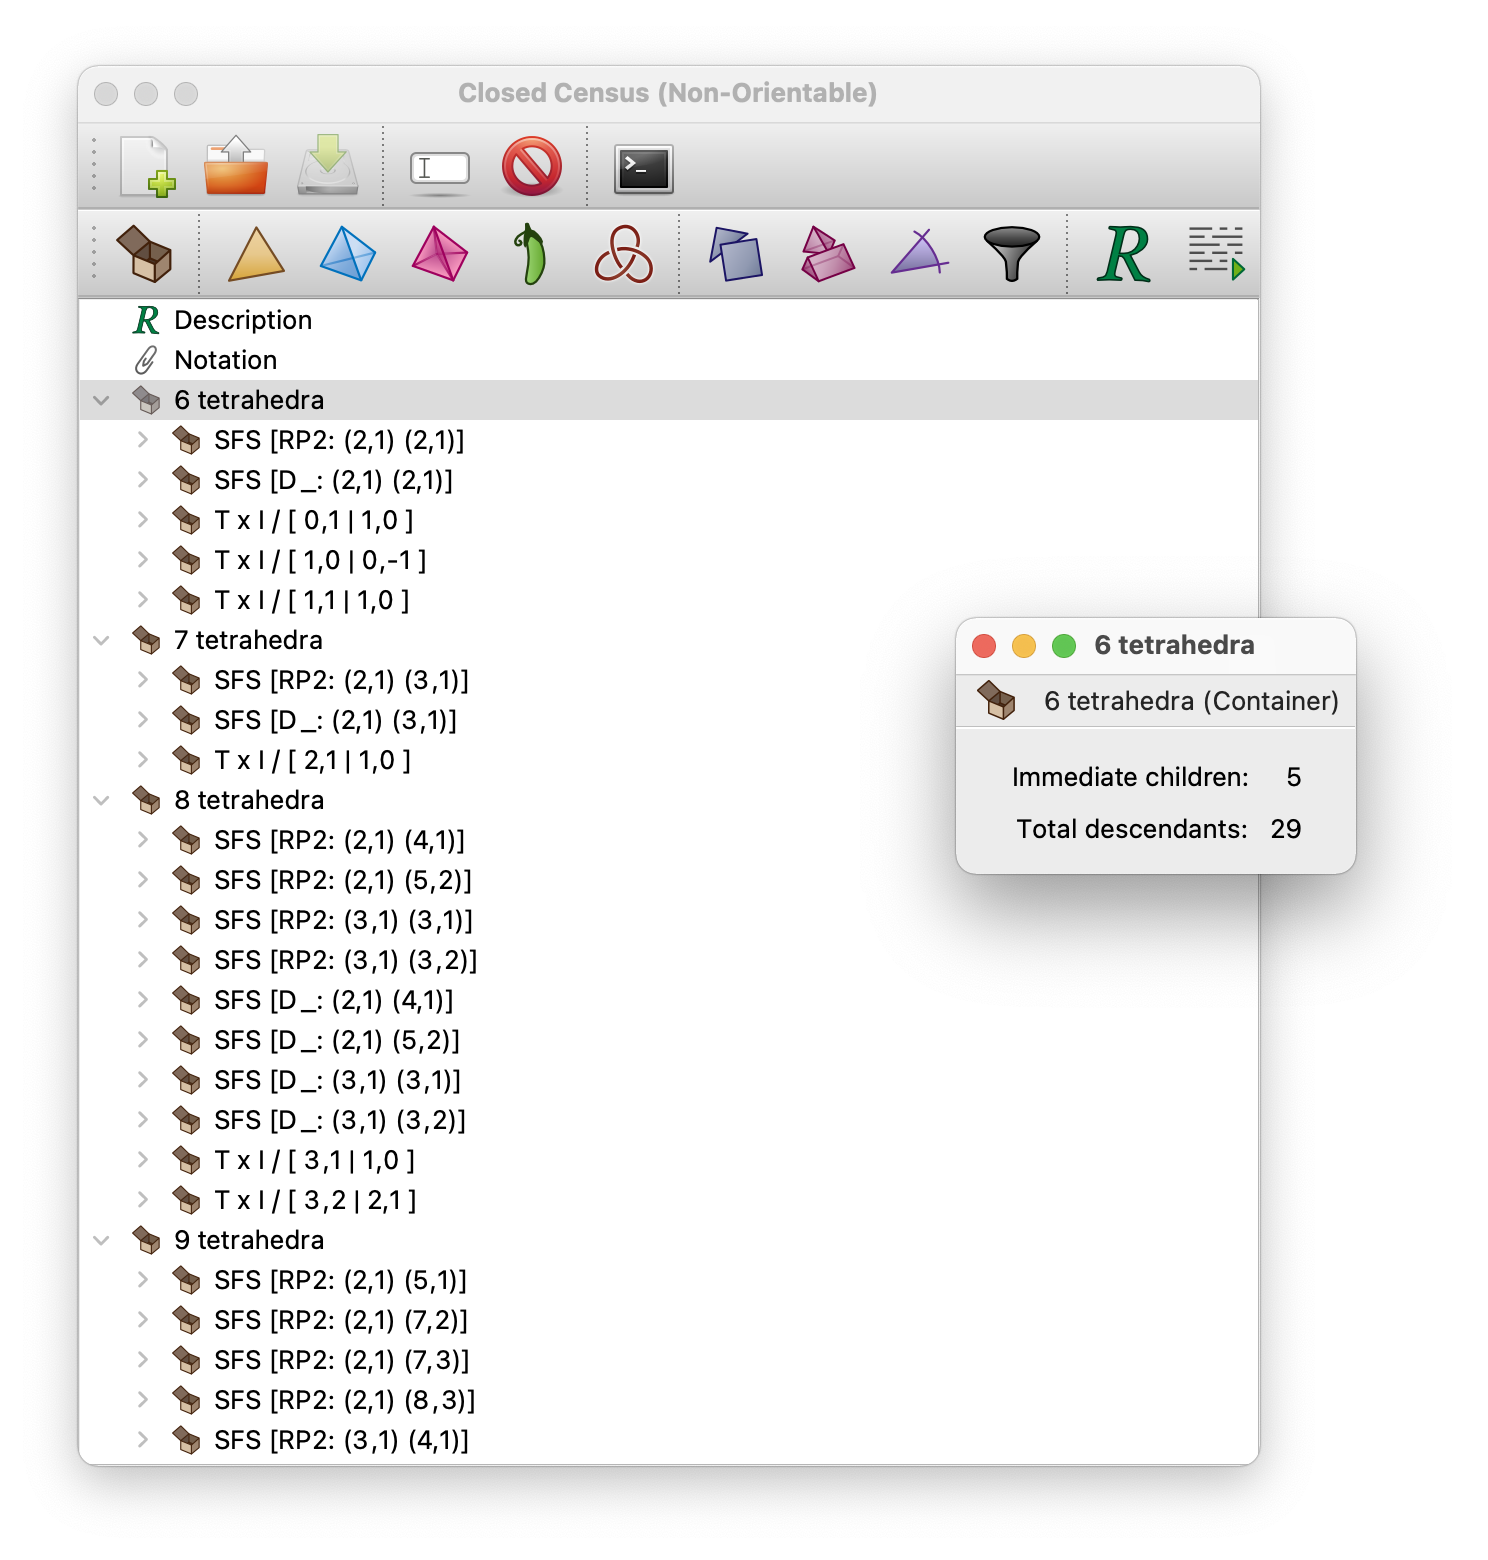 Closed Census (Non-Orientable)
>_
R
R Description
Notation
6 tetrahedra
SFS [RP2: (2,1) (2,1)]
SFS [D_: (2,1) (2,1)]
T x I / [ 0,1 | 1,0 ]
T x I / [ 1,0 | 0,-1 ]
T x I / [ 1,1 | 1,0 ]
7 tetrahedra
SFS [RP2: (2,1) (3,1)]
SFS [D_: (2,1) (3,1)]
T x I / [ 2,1 | 1,0 ]
8 tetrahedra
SFS [RP2: (2,1) (4,1)]
SFS [RP2: (2,1) (5,2)]
SFS [RP2: (3,1) (3,1)]
SFS [RP2: (3,1) (3,2)]
SFS [D_: (2,1) (4,1)]
SFS [D_: (2,1) (5,2)]
SFS [D_: (3,1) (3,1)]
SFS [D_: (3,1) (3,2)]
T x I / [ 3,1 | 1,0 ]
T x I / [ 3,2 | 2,1 ]
9 tetrahedra
SFS [RP2: (2,1) (5,1)]
SFS [RP2: (2,1) (7,2)]
SFS [RP2: (2,1) (7,3)]
SFS [RP2: (2,1) (8,3)]
SFS [RP2: (3,1) (4,1)]
6 tetrahedra
6 tetrahedra (Container)
Immediate children: 5
Total descendants: 29